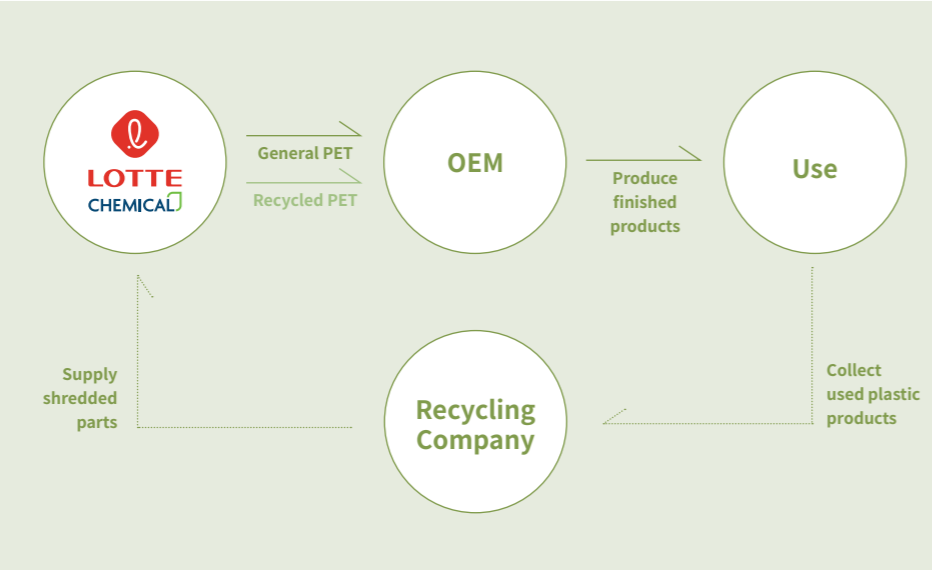 LOTTE
CHEMICAL
General PET
Recycled PET
OEM
Produce
finished
products
Use
Supply
shredded
parts
Recycling
Company
Collect
used plastic
products